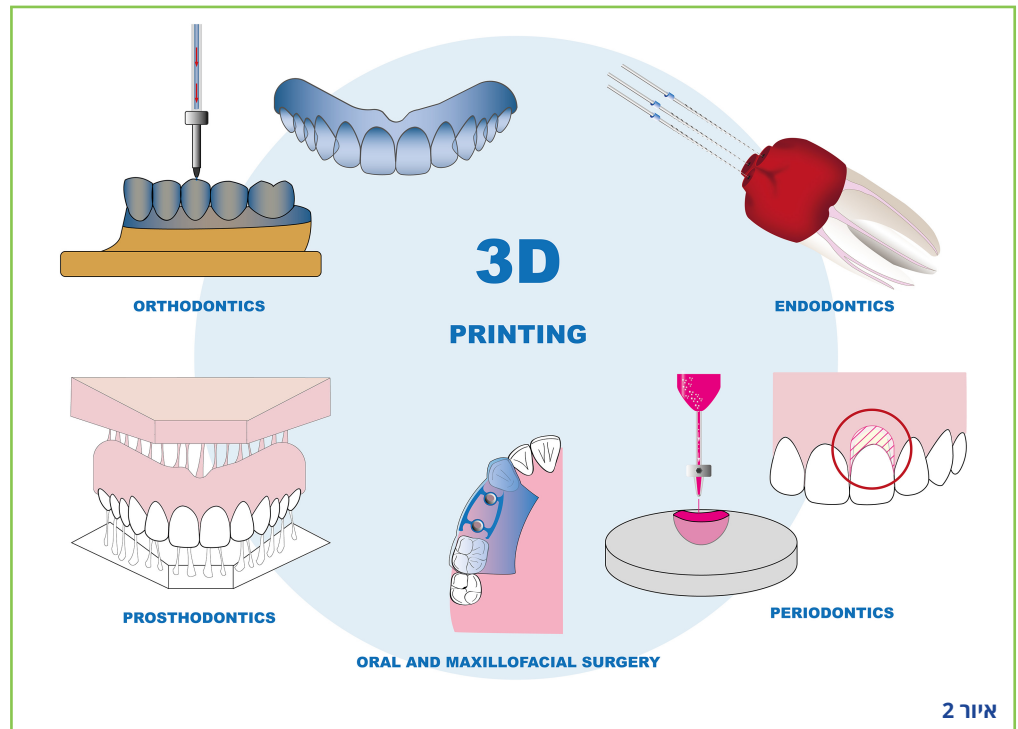 3D
PRINTING
ORTHODONTICS
ENDODONTICS
PROSTHODONTICS
PERIODONTICS
ORAL AND MAXILLOFACIAL SURGERY
איור 2